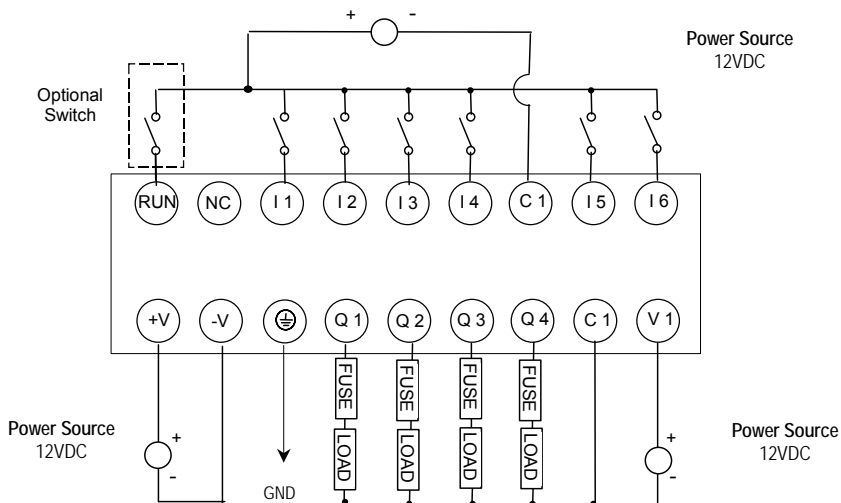 + -
Power Source
12VDC
Optional
Switch
RUN NC I 1 I 2 I 3 I 4 C 1 I 5 I 6
+V -V Q 1 Q 2 Q 3 Q 4 C 1 V 1
FUSE FUSE FUSE FUSE
LOAD LOAD LOAD LOAD
Power Source
12VDC
+
-
GND
+
-
Power Source
12VDC